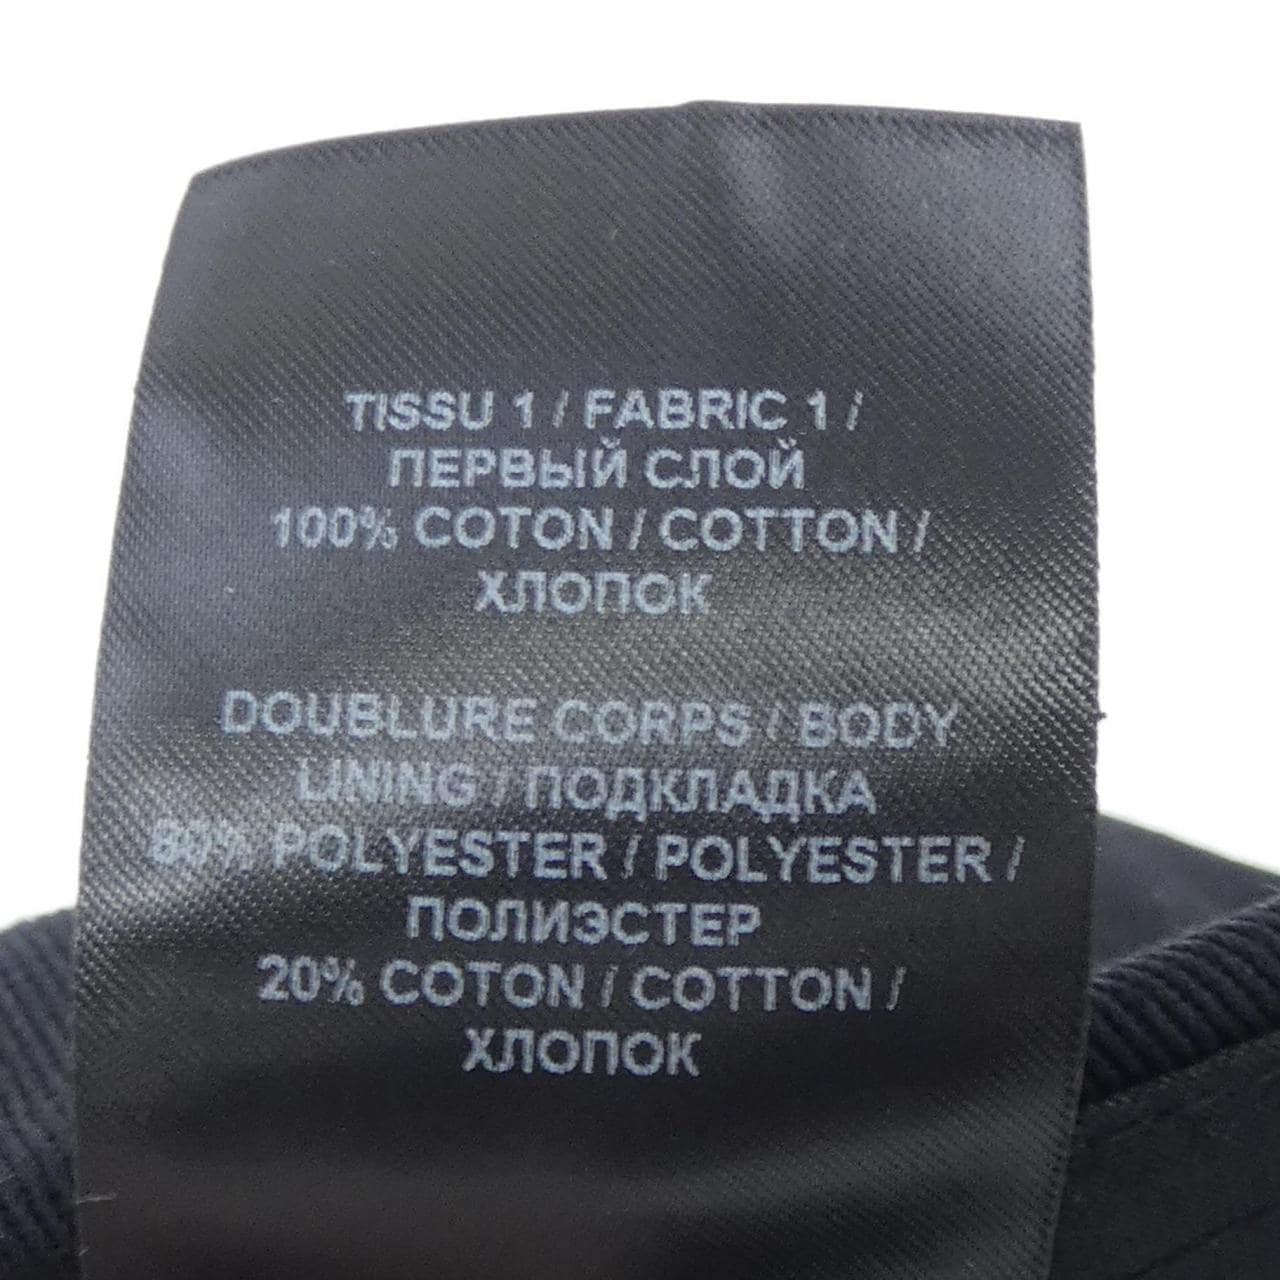 TISSU 1 / FABRIC 1 /
ПЕРВЫЙ СЛОЙ
100% COTON / COTTON /
ХЛОПОК
DOUBLURE CORPS / BODY
LINING / ПОДКЛАДКА
80% POLYESTER / POLYESTER /
ПОЛИЭСТЕР
20% COTON / COTTON /
ХЛОПОК